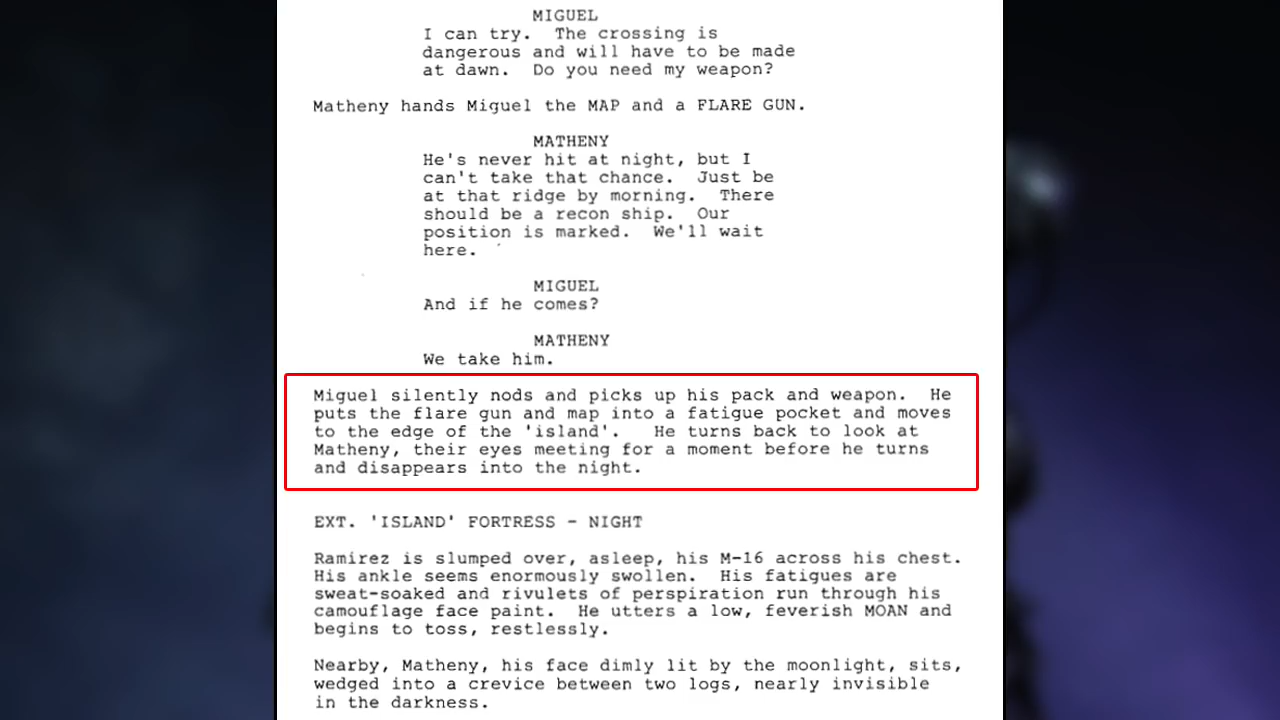 MIGUEL
I can try. The crossing is
dangerous and will have to be made
at dawn. Do you need my weapon?
Matheny hands Miguel the MAP and a FLARE GUN.
MATHENY
He's never hit at night, but I
can't take that chance. Just be
at that ridge by morning. There
should be a recon ship. Our
position is marked. We'll wait
here.
MIGUEL
And if he comes?
MATHENY
We take him.
Miguel silently nods and picks up his pack and weapon. He
puts the flare gun and map into a fatigue pocket and moves
to the edge of the 'island'. He turns back to look at
Matheny, their eyes meeting for a moment before he turns
and disappears into the night.
EXT. 'ISLAND' FORTRESS - NIGHT
Ramirez is slumped over, asleep, his M-16 across his chest.
His ankle seems enormously swollen. His fatigues are
sweat-soaked and rivulets of perspiration run through his
camouflage face paint. He utters a low, feverish MOAN and
begins to toss, restlessly.
Nearby, Matheny, his face dimly lit by the moonlight, sits,
wedged into a crevice between two logs, nearly invisible
in the darkness.